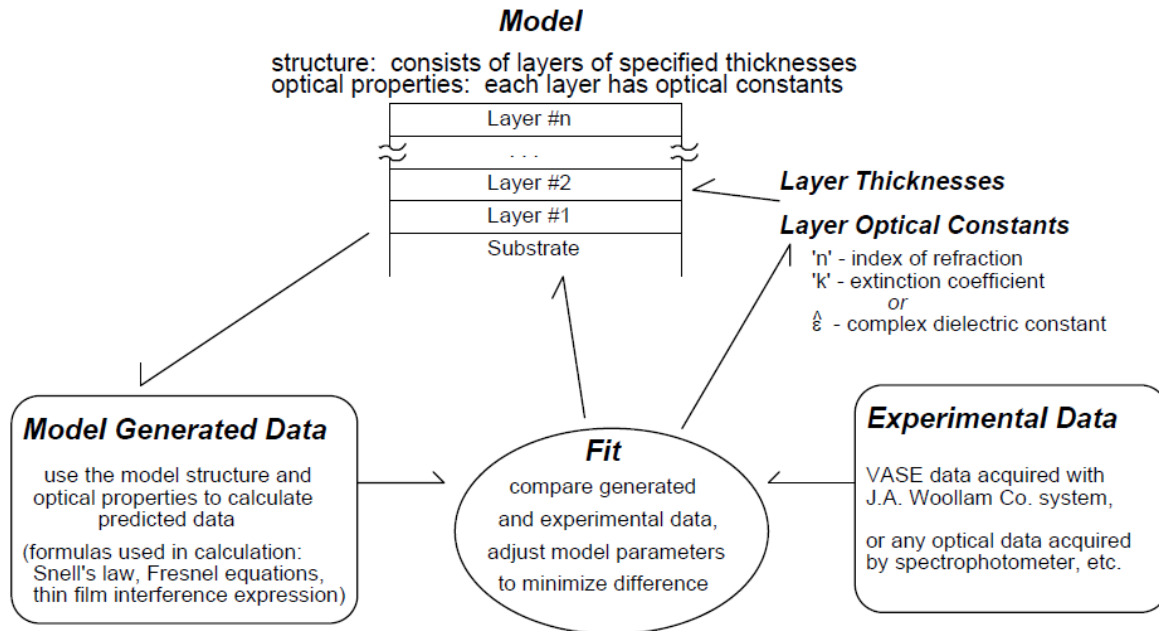 Model
structure: consists of layers of specified thicknesses
optical properties: each layer has optical constants
Layer #n
. . .
Layer #2
Layer #1
Substrate
Layer Thicknesses
Layer Optical Constants
'n' - index of refraction
'k' - extinction coefficient
or
ε̂ - complex dielectric constant
Model Generated Data
use the model structure and
optical properties to calculate
predicted data
(formulas used in calculation:
Snell's law, Fresnel equations,
thin film interference expression)
Fit
compare generated
and experimental data,
adjust model parameters
to minimize difference
Experimental Data
VASE data acquired with
J.A. Woollam Co. system,
or any optical data acquired
by spectrophotometer, etc.